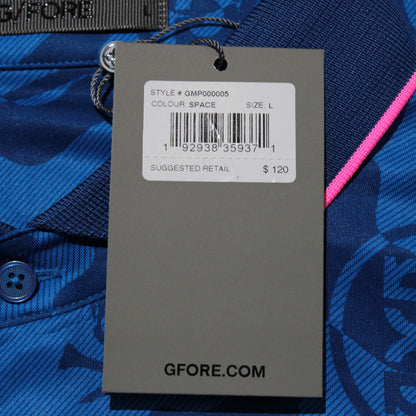 G/FORE L
STYLE # GMP000005
COLOUR: SPACE SIZE: L
1 92938 35937 1
SUGGESTED RETAIL $ 120
GFORE.COM